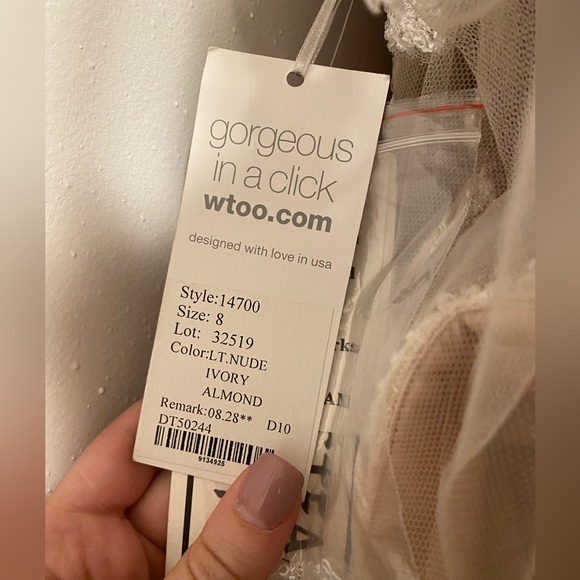 gorgeous
in a click
wtoo.com
designed with love in usa
Style:14700
Size: 8
Lot: 32519
Color:LT.NUDE
IVORY
ALMOND
Remark:08.28** D10
DT50244
9134925